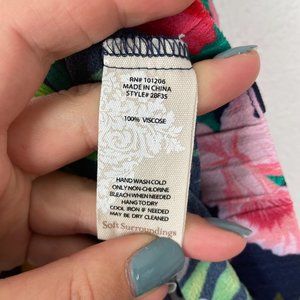 RN# 101206
MADE IN CHINA
STYLE# 2BF35
100% VISCOSE
HAND WASH COLD
ONLY NON-CHLORINE
BLEACH WHEN NEEDED
HANG TO DRY
COOL IRON IF NEEDED
MAY BE DRY CLEANED
Soft Surroundings